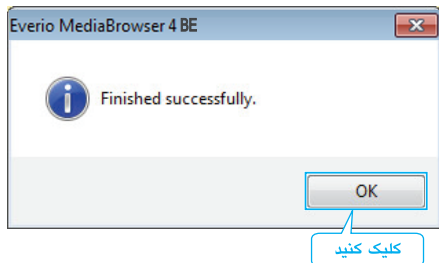 Everio MediaBrowser 4 BE
Finished successfully.
OK
کلیک کنید